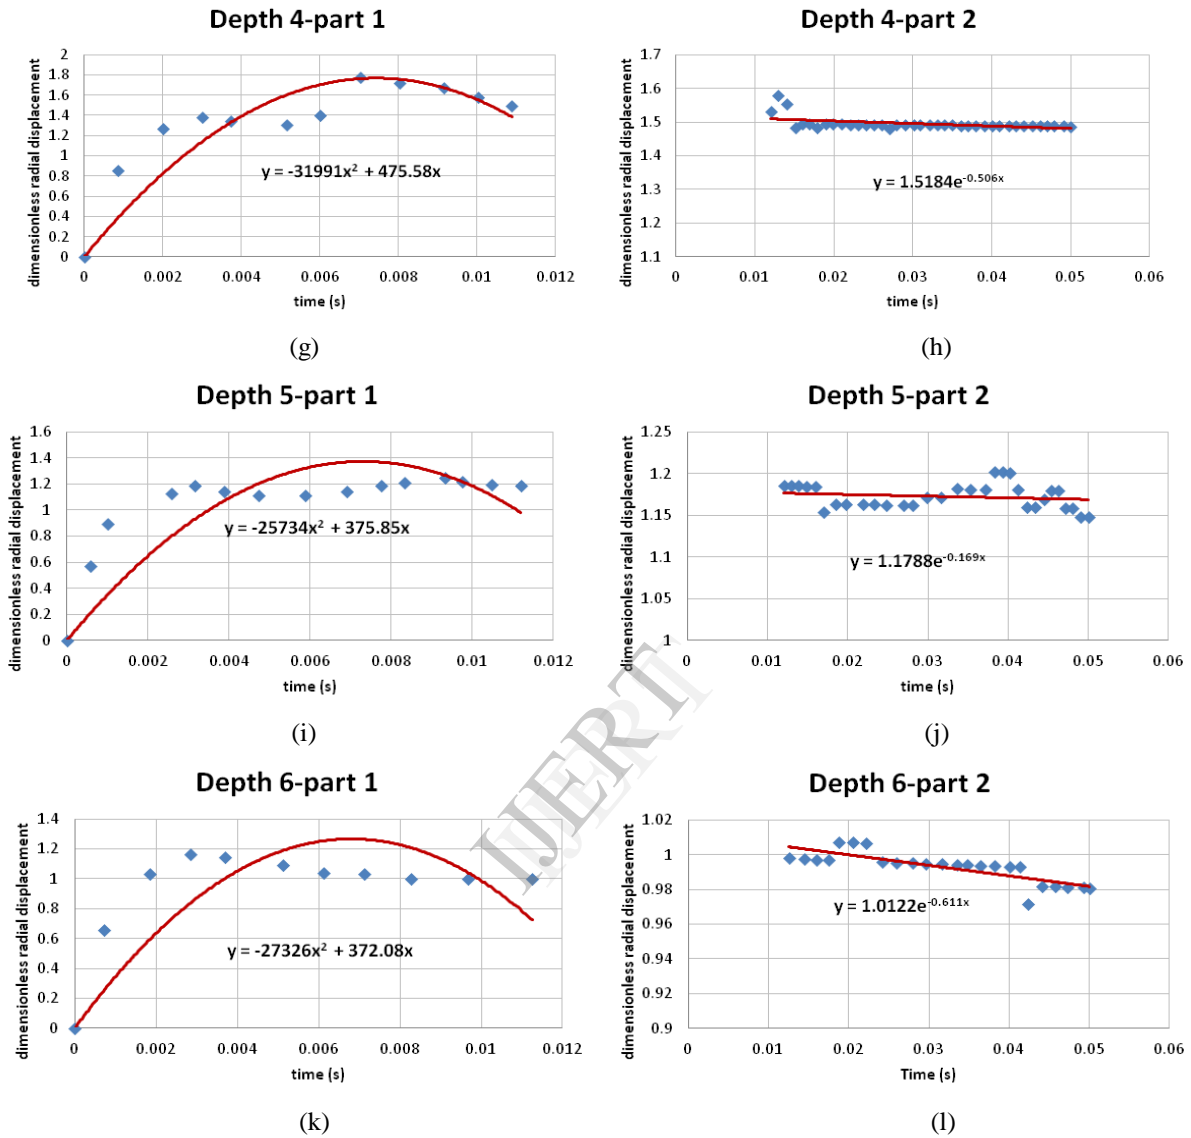 Depth 4-part 1
dimensionless radial displacement
2
1.8
1.6
1.4
1.2
1
0.8
0.6
0.4
0.2
0
y = -31991x² + 475.58x
0 0.002 0.004 0.006 0.008 0.01 0.012
time (s)
(g)
Depth 4-part 2
dimensionless radial displacement
1.7
1.6
1.5
1.4
1.3
1.2
1.1
y = 1.5184e^-0.506x
0 0.01 0.02 0.03 0.04 0.05 0.06
time (s)
(h)
Depth 5-part 1
dimensionless radial displacement
1.6
1.4
1.2
1
0.8
0.6
0.4
0.2
0
y = -25734x² + 375.85x
0 0.002 0.004 0.006 0.008 0.01 0.012
time (s)
(i)
Depth 5-part 2
dimensionless radial displacement
1.25
1.2
1.15
1.1
1.05
1
y = 1.1788e^-0.169x
0 0.01 0.02 0.03 0.04 0.05 0.06
time (s)
(j)
IJERT
Depth 6-part 1
dimensionless radial displacement
1.4
1.2
1
0.8
0.6
0.4
0.2
0
y = -27326x² + 372.08x
0 0.002 0.004 0.006 0.008 0.01 0.012
time (s)
(k)
Depth 6-part 2
dimensionless radial displacement
1.02
1
0.98
0.96
0.94
0.92
0.9
y = 1.0122e^-0.611x
0 0.01 0.02 0.03 0.04 0.05 0.06
Time (s)
(l)